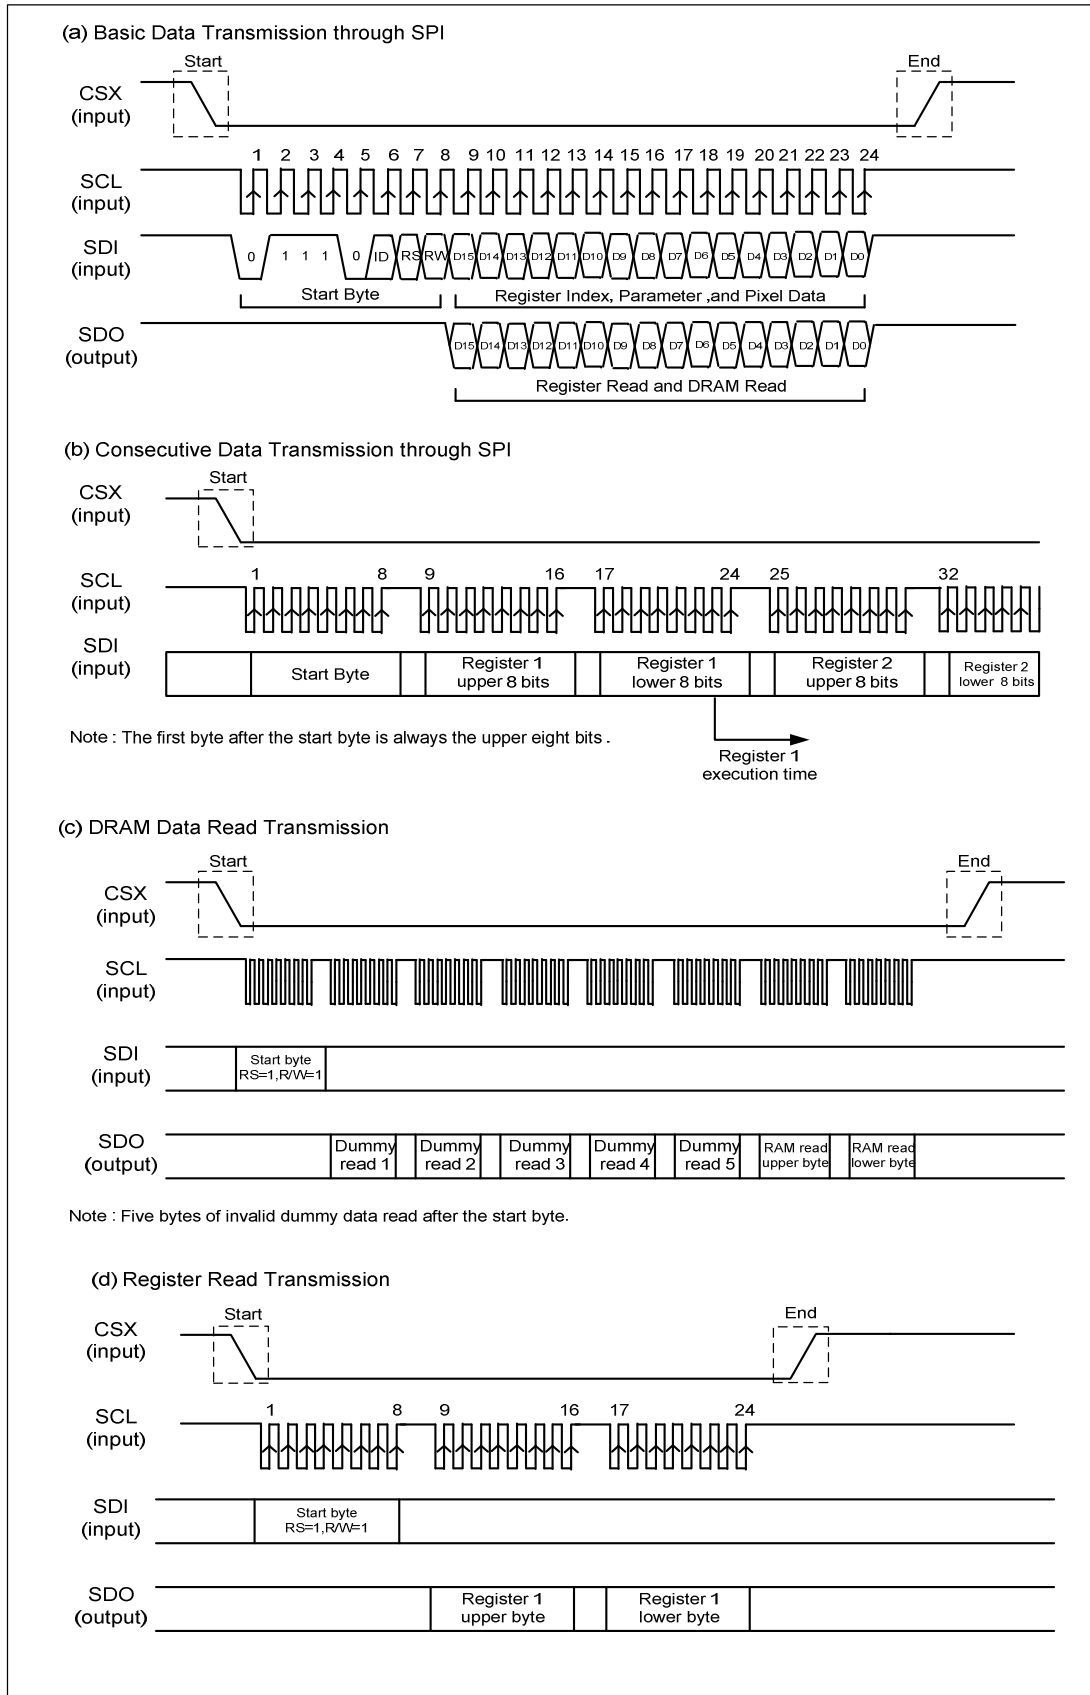 (a) Basic Data Transmission through SPI
Start
End
CSX
(input)
1 2 3 4 5 6 7 8 9 10 11 12 13 14 15 16 17 18 19 20 21 22 23 24
SCL
(input)
SDI
(input)
0 1 1 1 0 ID RS RW D15 D14 D13 D12 D11 D10 D9 D8 D7 D6 D5 D4 D3 D2 D1 D0
Start Byte
Register Index, Parameter ,and Pixel Data
SDO
(output)
D15 D14 D13 D12 D11 D10 D9 D8 D7 D6 D5 D4 D3 D2 D1 D0
Register Read and DRAM Read
(b) Consecutive Data Transmission through SPI
Start
CSX
(input)
1 8 9 16 17 24 25 32
SCL
(input)
SDI
(input)
Start Byte
Register 1
upper 8 bits
Register 1
lower 8 bits
Register 2
upper 8 bits
Register 2
lower 8 bits
Note : The first byte after the start byte is always the upper eight bits .
Register 1
execution time
(c) DRAM Data Read Transmission
Start
End
CSX
(input)
SCL
(input)
SDI
(input)
Start byte
RS=1,R/W=1
SDO
(output)
Dummy
read 1
Dummy
read 2
Dummy
read 3
Dummy
read 4
Dummy
read 5
RAM read
upper byte
RAM read
lower byte
Note : Five bytes of invalid dummy data read after the start byte.
(d) Register Read Transmission
Start
End
CSX
(input)
1 8 9 16 17 24
SCL
(input)
SDI
(input)
Start byte
RS=1,R/W=1
SDO
(output)
Register 1
upper byte
Register 1
lower byte